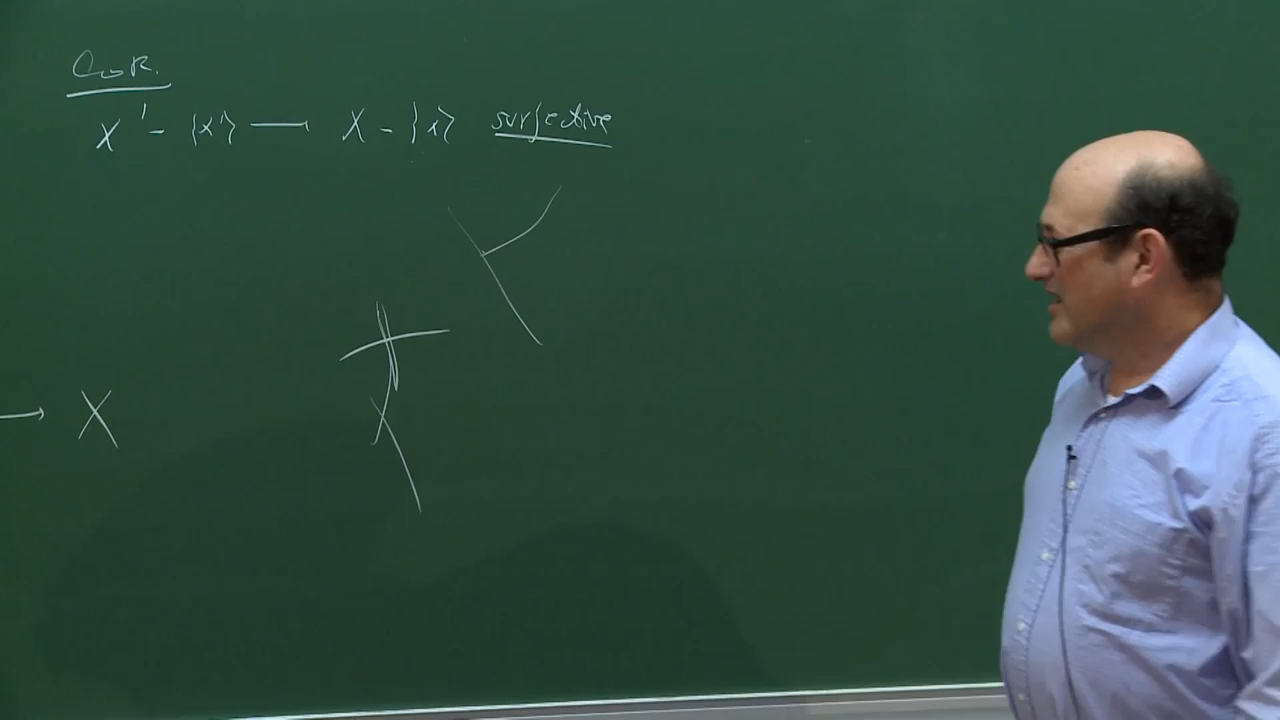 Cor.
X' - {x'} → X - {x} surjective
→ X